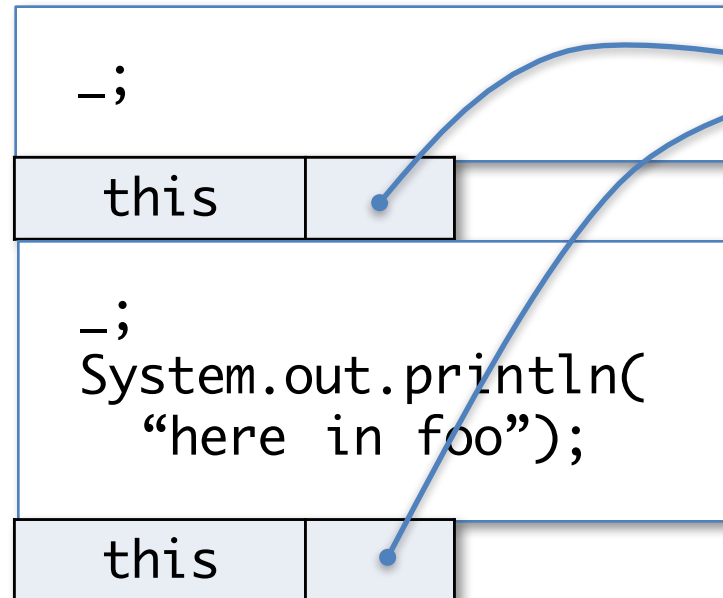 _;
this
_;
System.out.println(
“here in foo”);
this